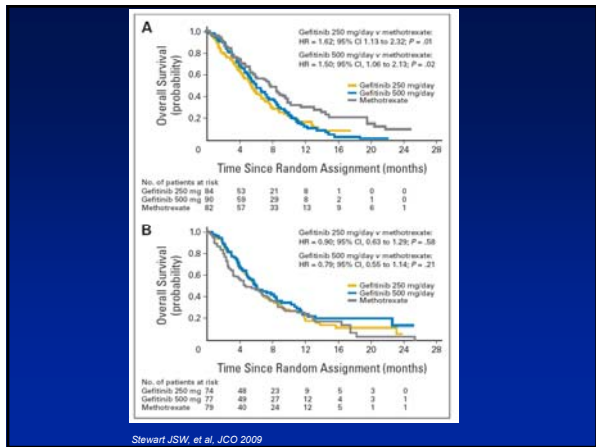 A
Gefitinib 250 mg/day v methotrexate:
HR = 1.62; 95% CI 1.13 to 2.32; P = .01
Gefitinib 500 mg/day v methotrexate:
HR = 1.50; 95% CI, 1.06 to 2.13; P = .02
Gefitinib 250 mg/day
Gefitinib 500 mg/day
Methotrexate
Overall Survival
(probability)
1.0
0.8
0.6
0.4
0.2
0 4 8 12 16 20 24 28
Time Since Random Assignment (months)
No. of patients at risk
Gefitinib 250 mg 84 53 21 8 1 0 0
Gefitinib 500 mg 90 59 29 8 2 1 0
Methotrexate 82 57 33 13 9 6 1
B
Gefitinib 250 mg/day v methotrexate:
HR = 0.90; 95% CI, 0.63 to 1.29; P = .58
Gefitinib 500 mg/day v methotrexate:
HR = 0.79; 95% CI, 0.55 to 1.14; P = .21
Gefitinib 250 mg/day
Gefitinib 500 mg/day
Methotrexate
Overall Survival
(probability)
1.0
0.8
0.6
0.4
0.2
0 4 8 12 16 20 24 28
Time Since Random Assignment (months)
No. of patients at risk
Gefitinib 250 mg 74 48 23 9 5 3 0
Gefitinib 500 mg 77 49 27 12 4 3 1
Methotrexate 79 40 24 12 5 1 1
Stewart JSW, et al, JCO 2009